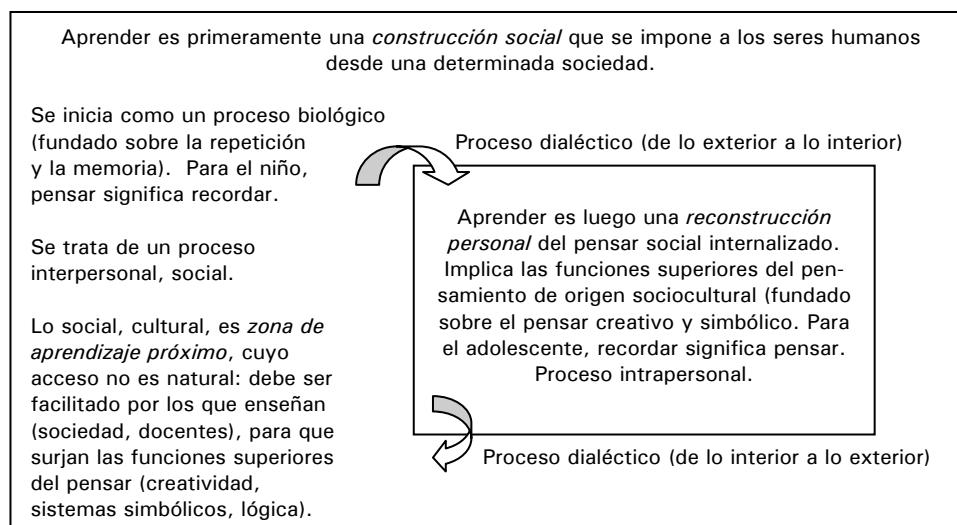 Aprender es primeramente una construcción social que se impone a los seres humanos
desde una determinada sociedad.
Se inicia como un proceso biológico
(fundado sobre la repetición
y la memoria). Para el niño,
pensar significa recordar.
Se trata de un proceso
interpersonal, social.
Lo social, cultural, es zona de
aprendizaje próximo, cuyo
acceso no es natural: debe ser
facilitado por los que enseñan
(sociedad, docentes), para que
surjan las funciones superiores
del pensar (creatividad,
sistemas simbólicos, lógica).
Proceso dialéctico (de lo exterior a lo interior)
Aprender es luego una reconstrucción
personal del pensar social internalizado.
Implica las funciones superiores del pen-
samiento de origen sociocultural (fundado
sobre el pensar creativo y simbólico. Para
el adolescente, recordar significa pensar.
Proceso intrapersonal.
Proceso dialéctico (de lo interior a lo exterior)